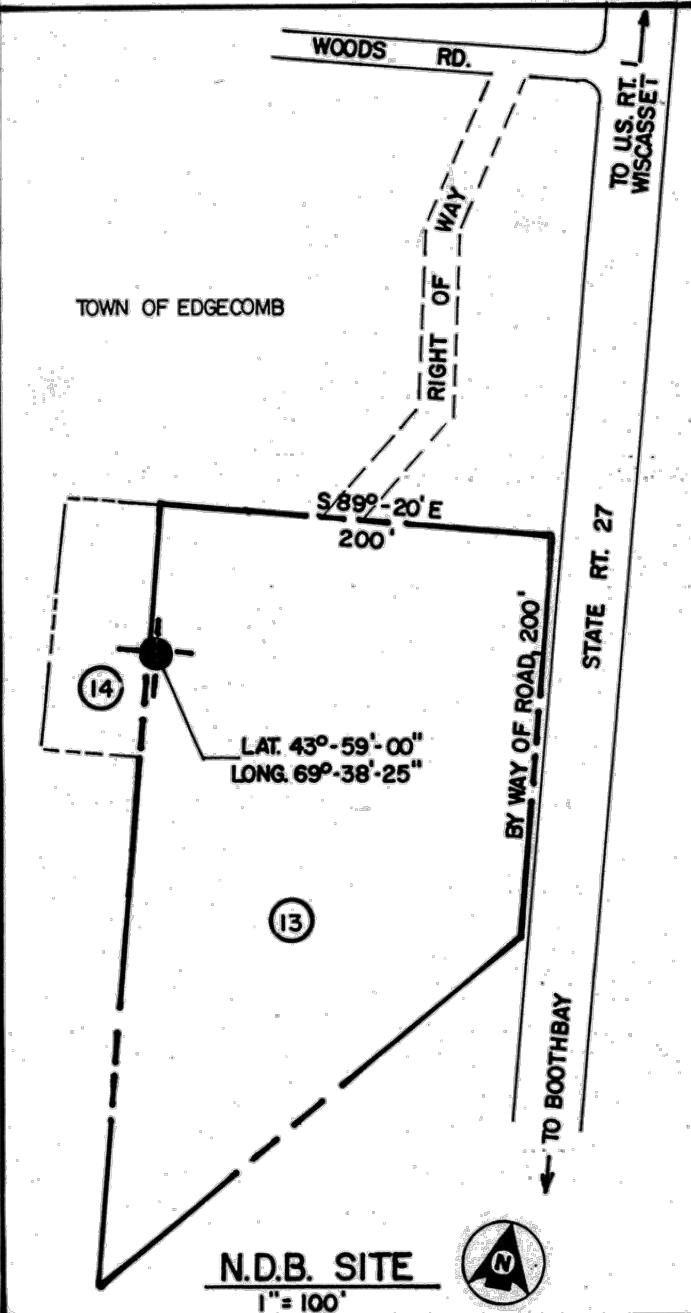 WOODS RD.
TO U.S. RT. 1
WISCASSET
RIGHT OF WAY
TOWN OF EDGECOMB
S 89°-20' E
200'
STATE RT. 27
BY WAY OF ROAD, 200'
14
LAT. 43°-59'-00"
LONG. 69°-38'-25"
13
TO BOOTHBAY
N.D.B. SITE
1" = 100'
N